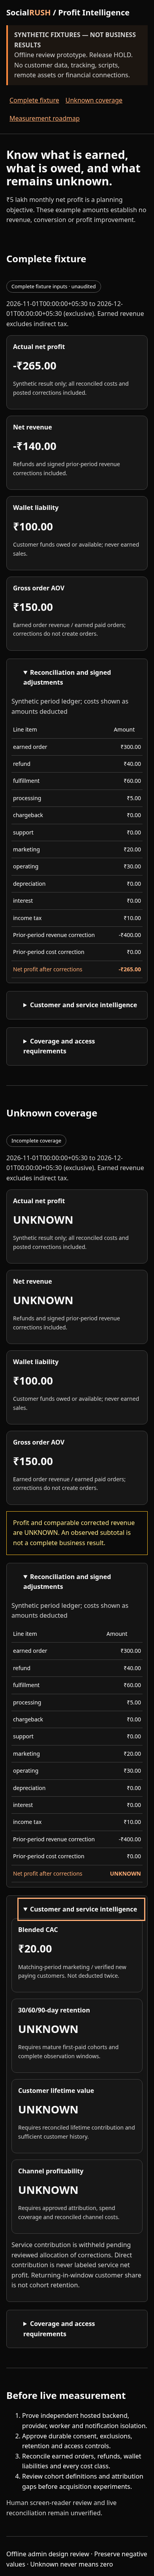 SocialRUSH / Profit Intelligence
SYNTHETIC FIXTURES — NOT BUSINESS
RESULTS
Offline review prototype. Release HOLD.
No customer data, tracking, scripts,
remote assets or financial connections.
Complete fixture Unknown coverage
Measurement roadmap
Know what is earned,
what is owed, and what
remains unknown.
₹5 lakh monthly net profit is a planning
objective. These example amounts establish no
revenue, conversion or profit improvement.
Complete fixture
Complete fixture inputs · unaudited
2026-11-01T00:00:00+05:30 to 2026-12-
01T00:00:00+05:30 (exclusive). Earned revenue
excludes indirect tax.
Actual net profit
-₹265.00
Synthetic result only; all reconciled costs and
posted corrections included.
Net revenue
-₹140.00
Refunds and signed prior-period revenue
corrections included.
Wallet liability
₹100.00
Customer funds owed or available; never earned
sales.
Gross order AOV
₹150.00
Earned order revenue / earned paid orders;
corrections do not create orders.
▼ Reconciliation and signed
adjustments
Synthetic period ledger; costs shown as
amounts deducted
Line item Amount
earned order ₹300.00
refund ₹40.00
fulfillment ₹60.00
processing ₹5.00
chargeback ₹0.00
support ₹0.00
marketing ₹20.00
operating ₹30.00
depreciation ₹0.00
interest ₹0.00
income tax ₹10.00
Prior-period revenue correction -₹400.00
Prior-period cost correction ₹0.00
Net profit after corrections -₹265.00
▶ Customer and service intelligence
▶ Coverage and access
requirements
Unknown coverage
Incomplete coverage
2026-11-01T00:00:00+05:30 to 2026-12-
01T00:00:00+05:30 (exclusive). Earned revenue
excludes indirect tax.
Actual net profit
UNKNOWN
Synthetic result only; all reconciled costs and
posted corrections included.
Net revenue
UNKNOWN
Refunds and signed prior-period revenue
corrections included.
Wallet liability
₹100.00
Customer funds owed or available; never earned
sales.
Gross order AOV
₹150.00
Earned order revenue / earned paid orders;
corrections do not create orders.
Profit and comparable corrected revenue
are UNKNOWN. An observed subtotal is
not a complete business result.
▼ Reconciliation and signed
adjustments
Synthetic period ledger; costs shown as
amounts deducted
Line item Amount
earned order ₹300.00
refund ₹40.00
fulfillment ₹60.00
processing ₹5.00
chargeback ₹0.00
support ₹0.00
marketing ₹20.00
operating ₹30.00
depreciation ₹0.00
interest ₹0.00
income tax ₹10.00
Prior-period revenue correction -₹400.00
Prior-period cost correction ₹0.00
Net profit after corrections UNKNOWN
▼ Customer and service intelligence
Blended CAC
₹20.00
Matching-period marketing / verified new
paying customers. Not deducted twice.
30/60/90-day retention
UNKNOWN
Requires mature first-paid cohorts and
complete observation windows.
Customer lifetime value
UNKNOWN
Requires reconciled lifetime contribution and
sufficient customer history.
Channel profitability
UNKNOWN
Requires approved attribution, spend
coverage and reconciled channel costs.
Service contribution is withheld pending
reviewed allocation of corrections. Direct
contribution is never labeled service net
profit. Returning-in-window customer share
is not cohort retention.
▶ Coverage and access
requirements
Before live measurement
1. Prove independent hosted backend,
provider, worker and notification isolation.
2. Approve durable consent, exclusions,
retention and access controls.
3. Reconcile earned orders, refunds, wallet
liabilities and every cost class.
4. Review cohort definitions and attribution
gaps before acquisition experiments.
Human screen-reader review and live
reconciliation remain unverified.
Offline admin design review · Preserve negative
values · Unknown never means zero